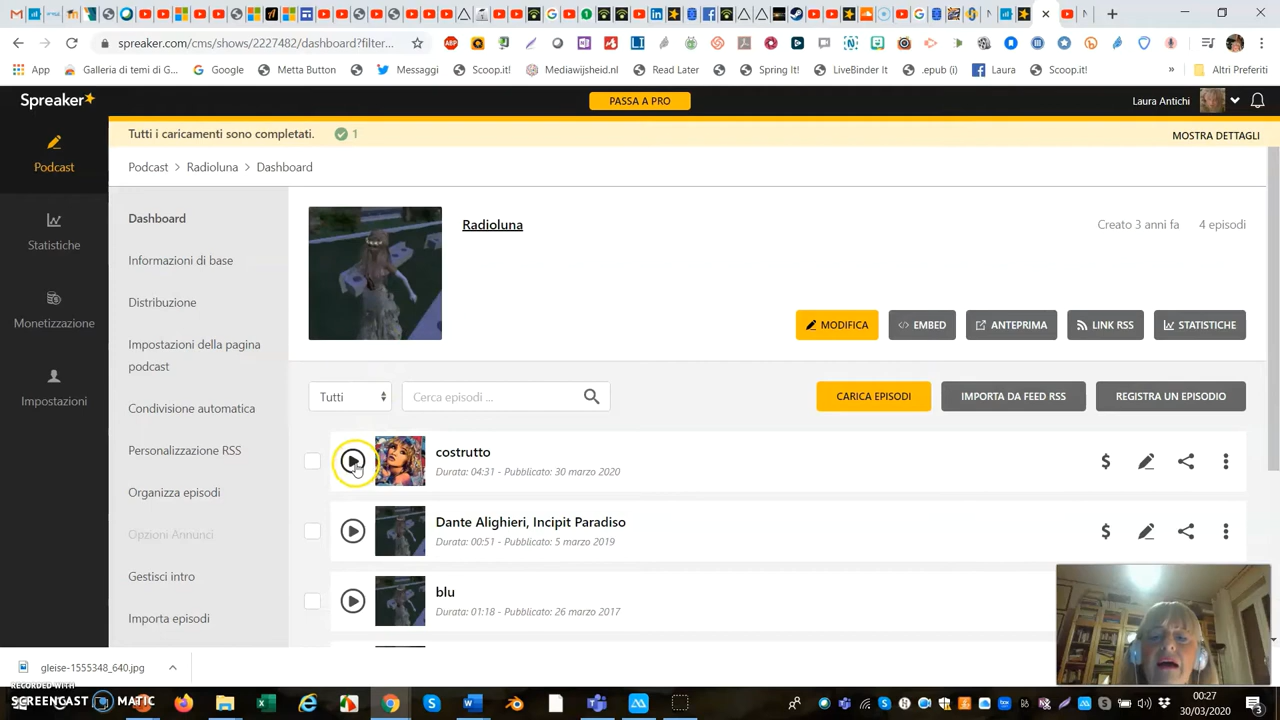 spreaker.com/cms/shows/2227482/dashboard?filter...
App
Galleria di temi di G...
Google
Metta Button
Messaggi
Scoop.it!
Mediawijsheid.nl
Read Later
Spring It!
LiveBinder It
.epub (i)
Laura
Scoop.it!
»
Altri Preferiti
Spreaker
PASSA A PRO
Laura Antichi
Tutti i caricamenti sono completati. 1
MOSTRA DETTAGLI
Podcast
Statistiche
Monetizzazione
Impostazioni
Podcast > Radioluna > Dashboard
Dashboard
Informazioni di base
Distribuzione
Impostazioni della pagina
podcast
Condivisione automatica
Personalizzazione RSS
Organizza episodi
Opzioni Annunci
Gestisci intro
Importa episodi
Radioluna
Creato 3 anni fa 4 episodi
MODIFICA
EMBED
ANTEPRIMA
LINK RSS
STATISTICHE
Tutti
Cerca episodi ...
CARICA EPISODI
IMPORTA DA FEED RSS
REGISTRA UN EPISODIO
costrutto
Durata: 04:31 - Pubblicato: 30 marzo 2020
Dante Alighieri, Incipit Paradiso
Durata: 00:51 - Pubblicato: 5 marzo 2019
blu
Durata: 01:18 - Pubblicato: 26 marzo 2017
gleise-1555348_640.jpg
RECORDED WITH
SCREENCAST MATIC
00:27
30/03/2020
3